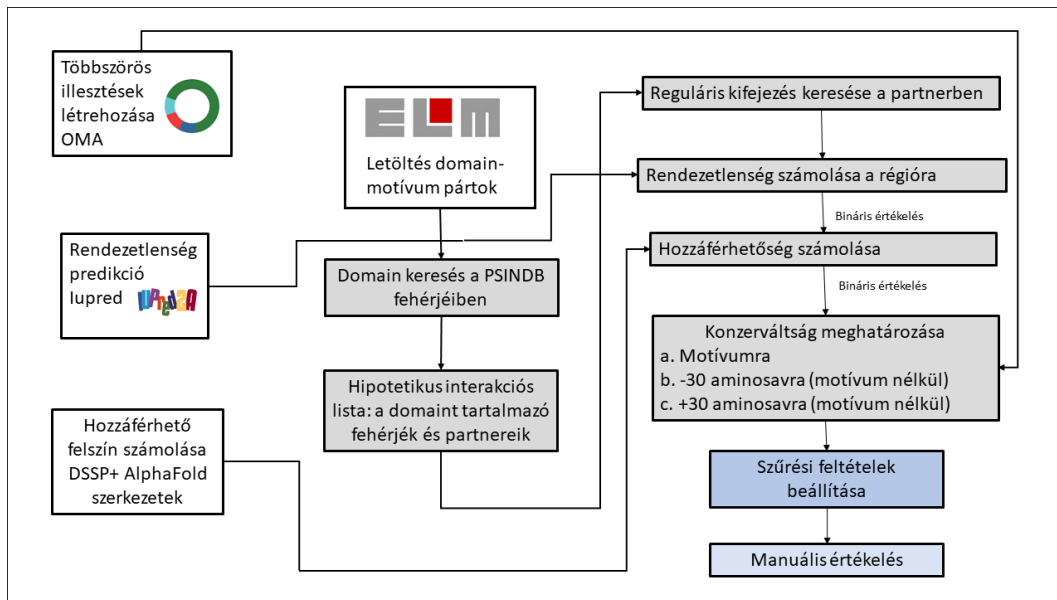 Többszörös
illesztések
létrehozása
OMA
ELM
Letöltés domain-
motívum pártok
Rendezetlenség
predikció
Iupred
IUPred2A
Domain keresés a PSINDB
fehérjéiben
Hipotetikus interakciós
lista: a domaint tartalmazó
fehérjék és partnereik
Hozzáférhető
felszín számolása
DSSP+ AlphaFold
szerkezetek
Reguláris kifejezés keresése a partnerben
Rendezetlenség számolása a régióra
Bináris értékelés
Hozzáférhetőség számolása
Bináris értékelés
Konzerváltság meghatározása
a. Motívumra
b. -30 aminosavra (motívum nélkül)
c. +30 aminosavra (motívum nélkül)
Szűrési feltételek
beállítása
Manuális értékelés